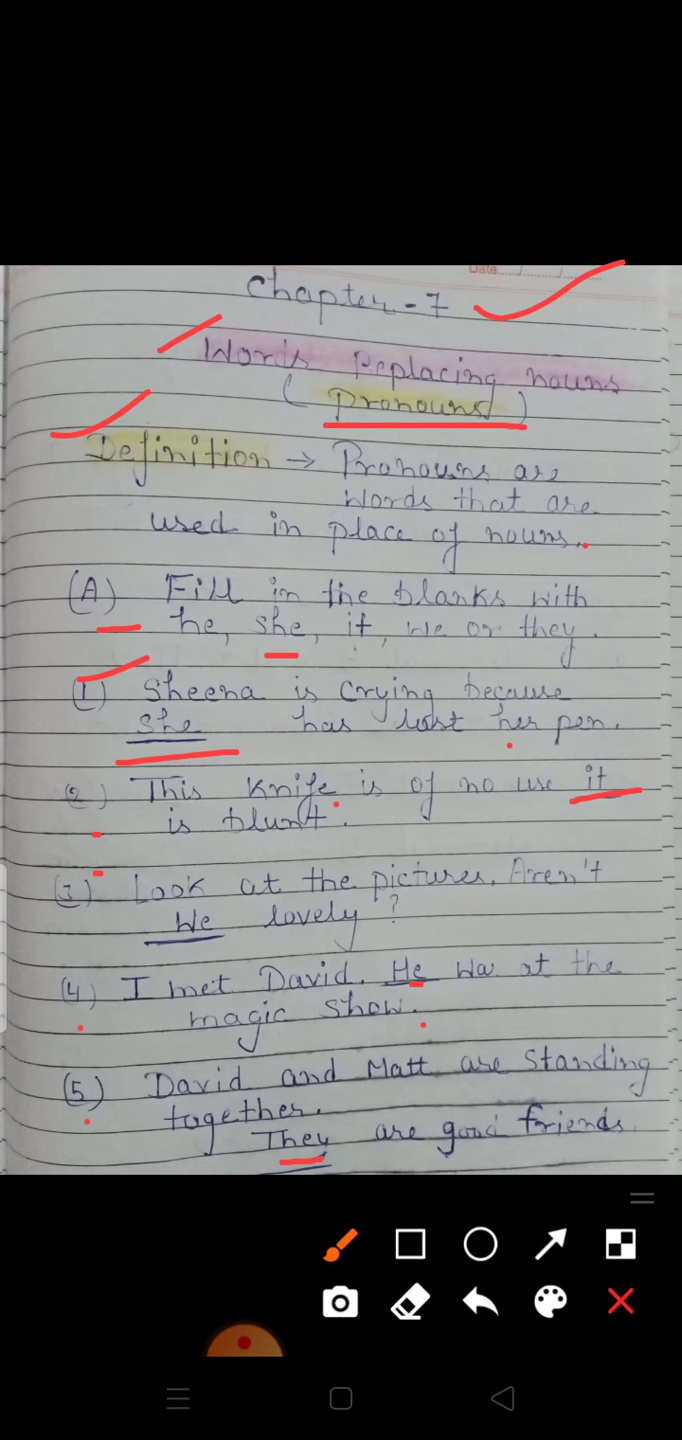 Date....../....../......
Chapter - 7
Words Replacing nouns
( Pronouns )
Definition → Pronouns are
words that are
used in place of nouns.
(A) Fill in the blanks with
he, she, it, we or they.
(1) Sheena is crying because
she has lost her pen.
(2) This knife is of no use it
is blunt.
(3) Look at the pictures. Aren't
We lovely?
(4) I met David. He was at the
magic show.
(5) David and Matt are standing
together.
They are good friends.